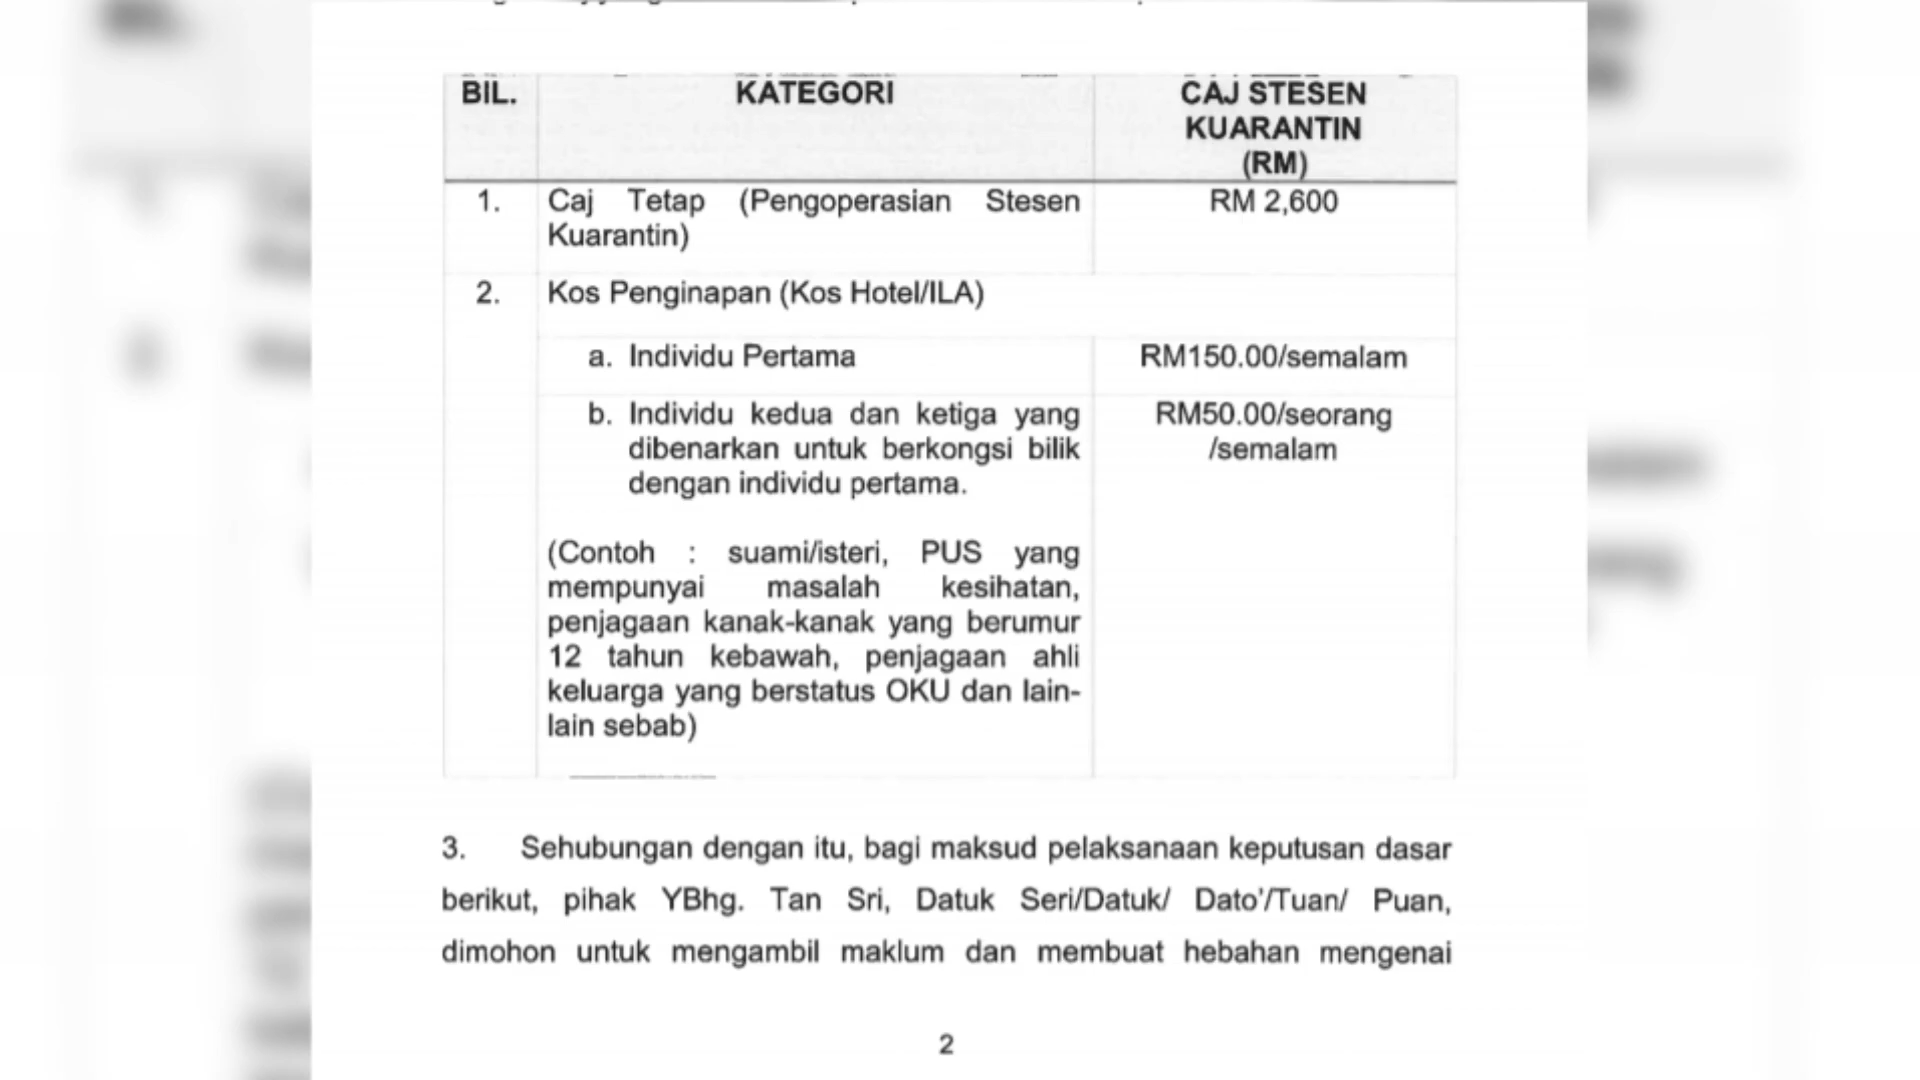 BIL.
KATEGORI
CAJ STESEN
KUARANTIN
(RM)
1.
Caj Tetap (Pengoperasian Stesen
Kuarantin)
RM 2,600
2.
Kos Penginapan (Kos Hotel/ILA)
a. Individu Pertama
RM150.00/semalam
b. Individu kedua dan ketiga yang
dibenarkan untuk berkongsi bilik
dengan individu pertama.
RM50.00/seorang
/semalam
(Contoh : suami/isteri, PUS yang
mempunyai masalah kesihatan,
penjagaan kanak-kanak yang berumur
12 tahun kebawah, penjagaan ahli
keluarga yang berstatus OKU dan lain-
lain sebab)
3. Sehubungan dengan itu, bagi maksud pelaksanaan keputusan dasar
berikut, pihak YBhg. Tan Sri, Datuk Seri/Datuk/ Dato'/Tuan/ Puan,
dimohon untuk mengambil maklum dan membuat hebahan mengenai
2